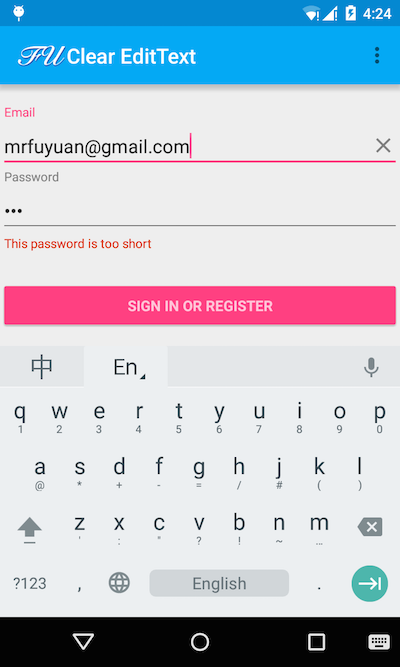 4:24
FU Clear EditText
Email
mrfuyuan@gmail.com
Password
•••
This password is too short
SIGN IN OR REGISTER
中 En
q w e r t y u i o p
1 2 3 4 5 6 7 8 9 0
a s d f g h j k l
@ * + - = / # ( )
z x c v b n m
' : " ? ! ~ …
?123 , English .